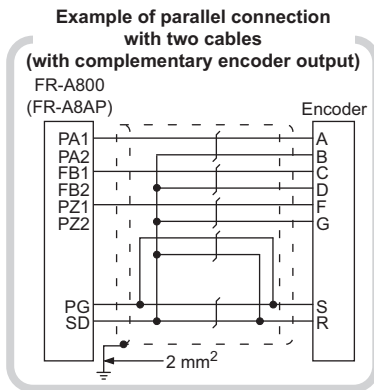 Example of parallel connection
with two cables
(with complementary encoder output)
FR-A800
(FR-A8AP)
Encoder
PA1
A
PA2
B
FB1
C
FB2
D
PZ1
F
PZ2
G
PG
S
SD
R
2 mm²